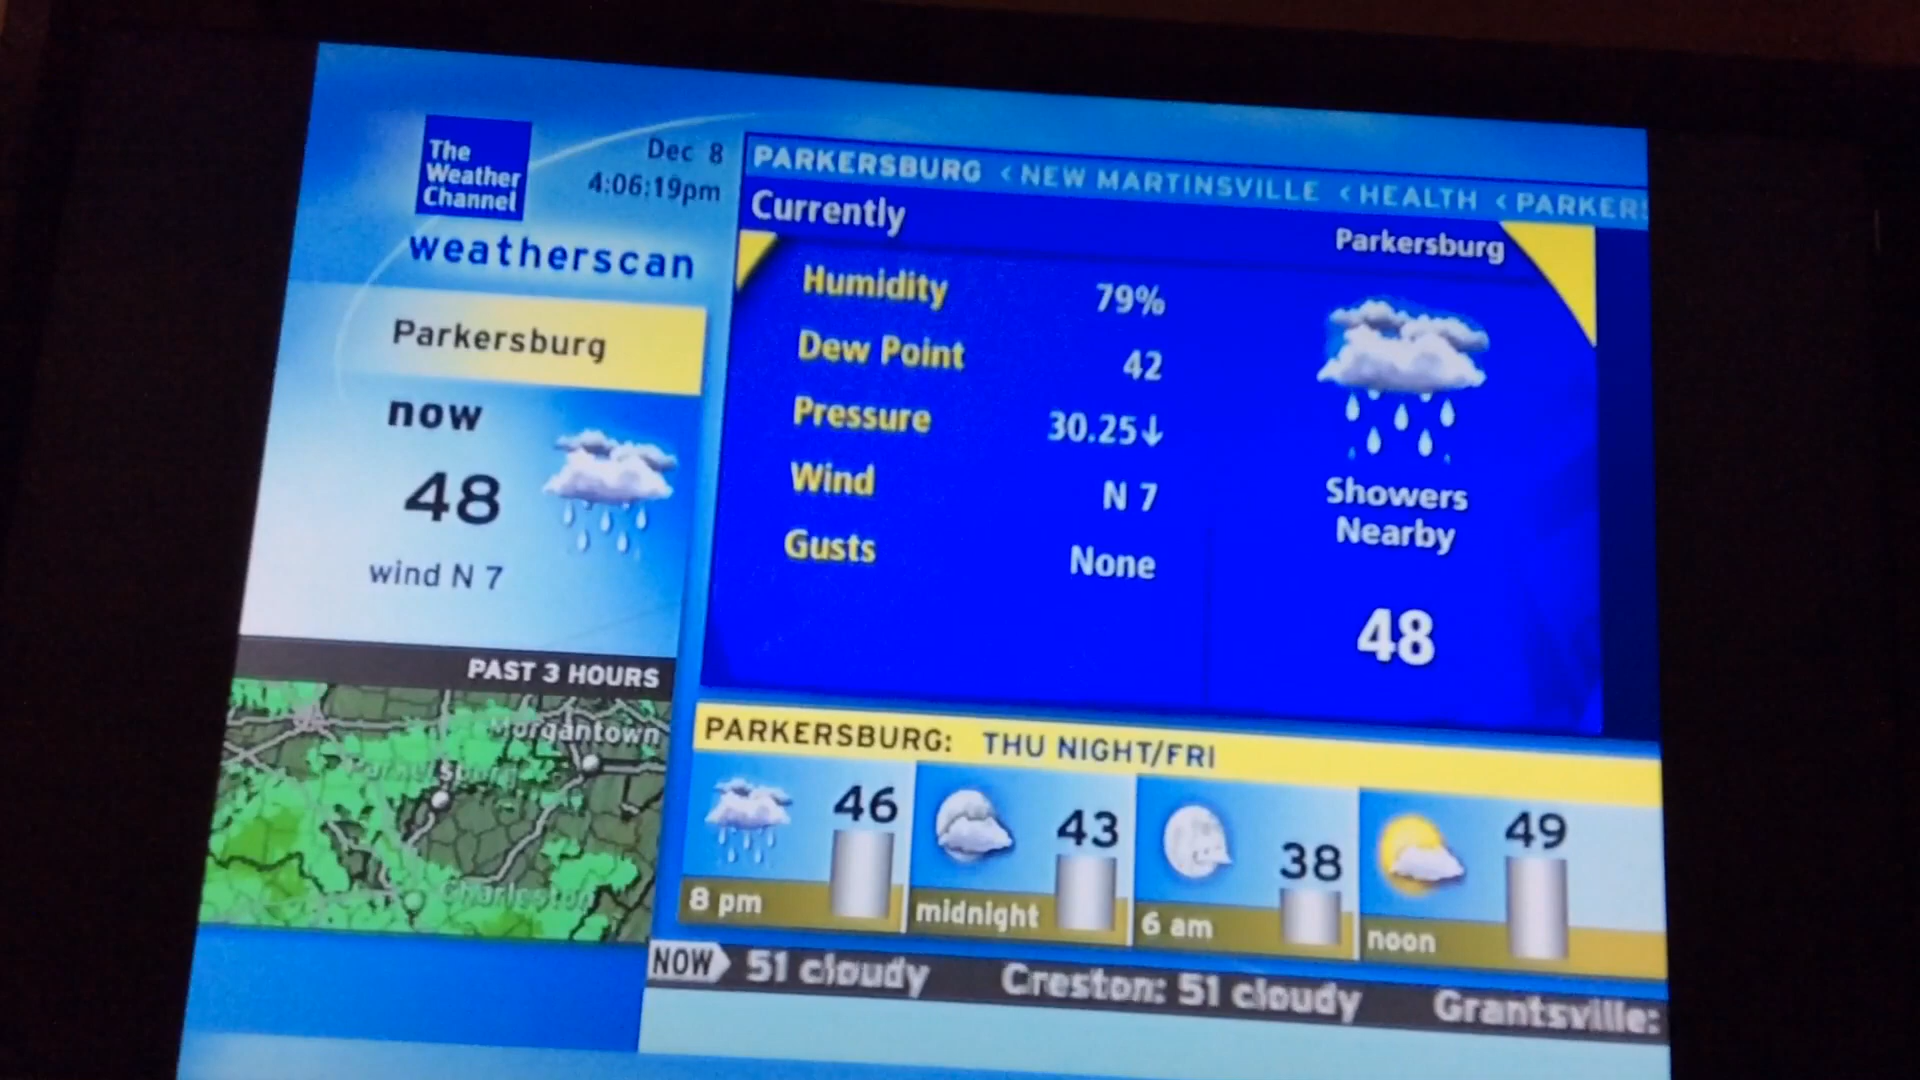 The
Weather
Channel
weatherscan
Dec 8
4:06:19pm
Parkersburg
now
48
wind N 7
PAST 3 HOURS
Morgantown
Parkersburg
Charleston
PARKERSBURG < NEW MARTINSVILLE < HEALTH < PARKERS
Currently
Parkersburg
Humidity 79%
Dew Point 42
Pressure 30.25↓
Wind N 7
Gusts None
Showers
Nearby
48
PARKERSBURG: THU NIGHT/FRI
46
8 pm
43
midnight
38
6 am
49
noon
NOW 51 cloudy Creston: 51 cloudy Grantsville: